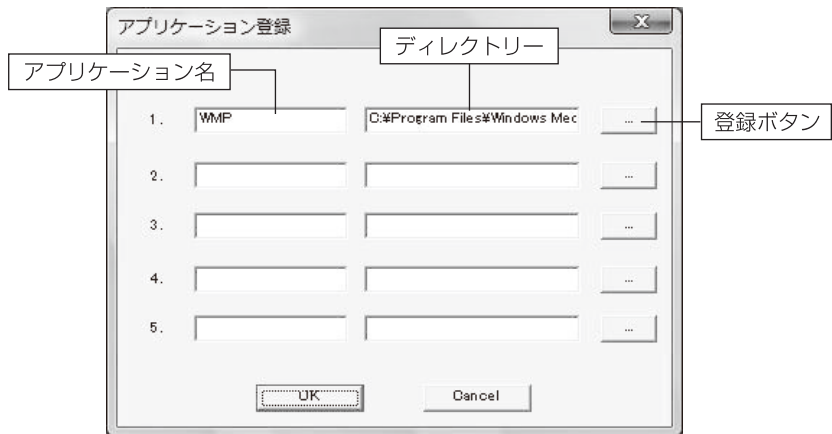 アプリケーション登録
ディレクトリー
アプリケーション名
1. WMP C:¥Program Files¥Windows Mec ...
登録ボタン
2. ...
3. ...
4. ...
5. ...
OK Cancel